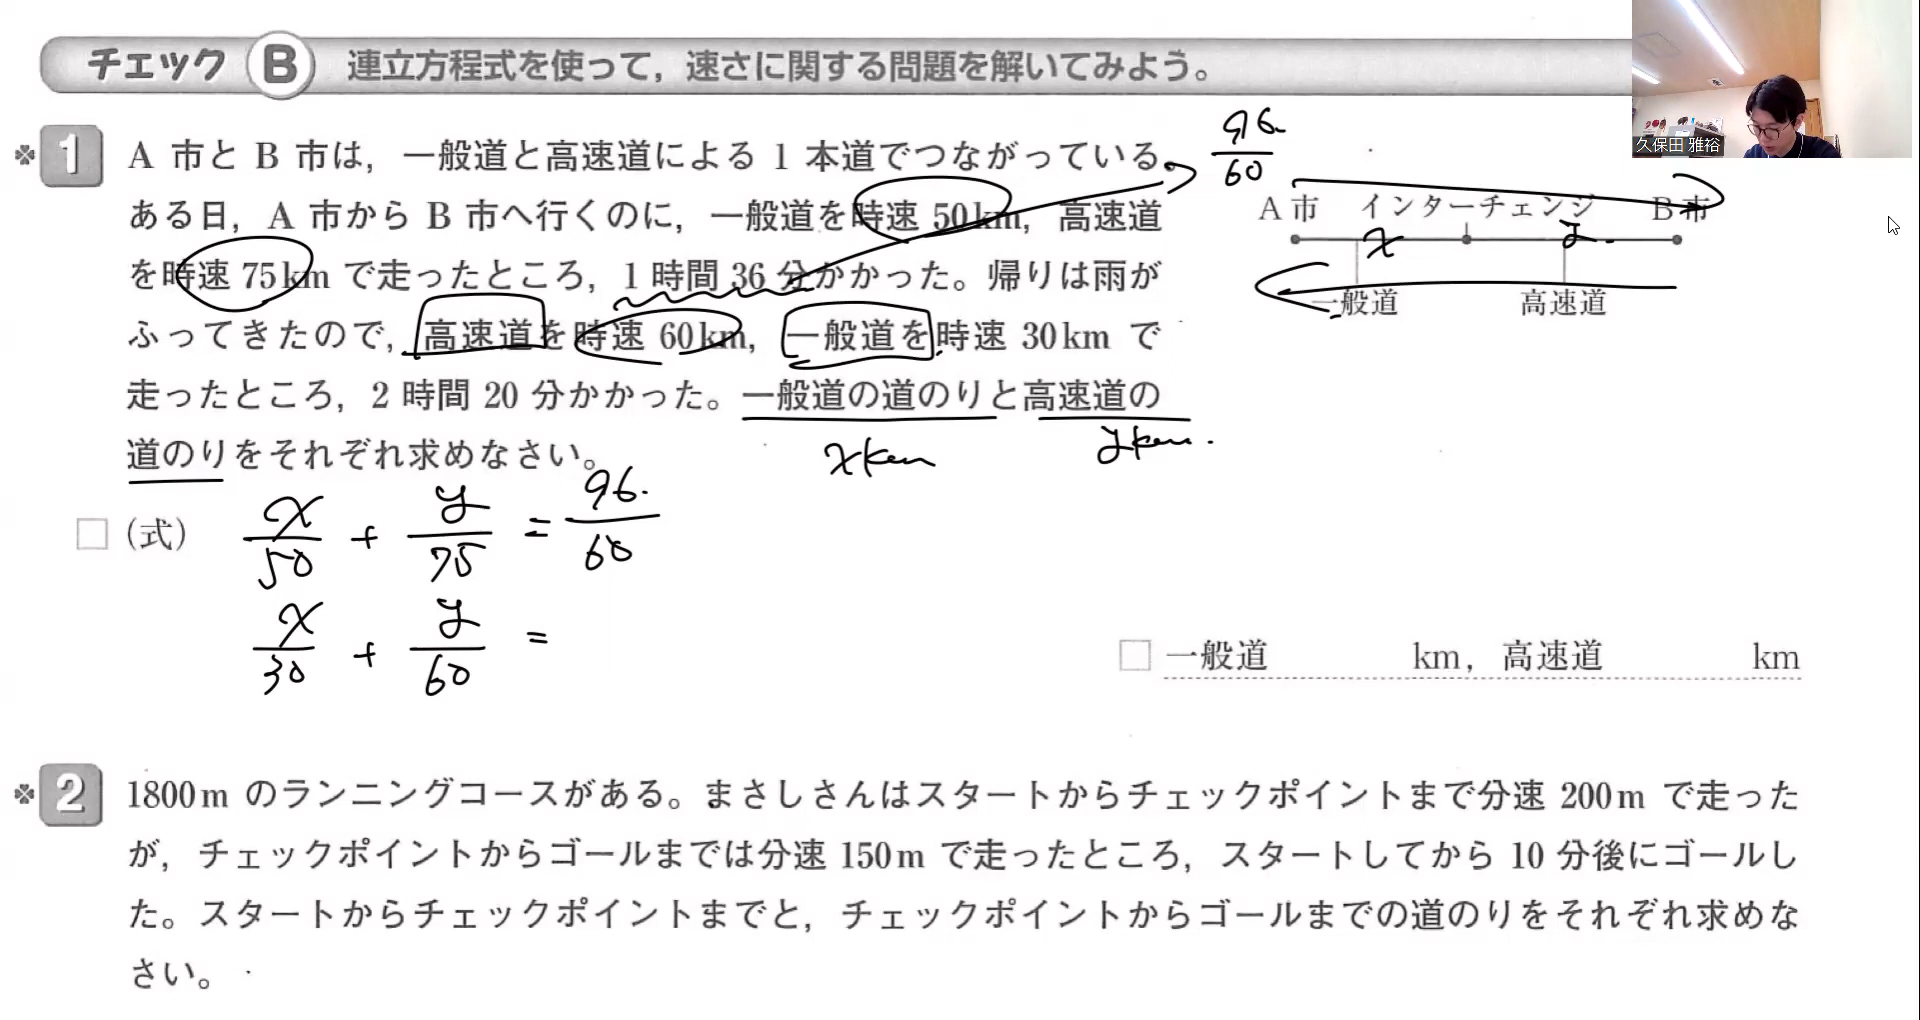 チェック B 連立方程式を使って，速さに関する問題を解いてみよう。
久保田 雅裕
※ 1 A 市と B 市は，一般道と高速道による 1 本道でつながっている。
ある日，A 市から B 市へ行くのに，一般道を時速 50km，高速道
を時速 75km で走ったところ，1 時間 36 分かかった。帰りは雨が
ふってきたので，高速道を時速 60km，一般道を時速 30km で
走ったところ，2 時間 20 分かかった。一般道の道のりと高速道の
道のりをそれぞれ求めなさい。
96/60
A 市 インターチェンジ B 市
x y
一般道 高速道
xkm ykm
□ (式) x/50 + y/75 = 96/60
x/30 + y/60 =
□ 一般道 km，高速道 km
※ 2 1800m のランニングコースがある。まさしさんはスタートからチェックポイントまで分速 200m で走った
が，チェックポイントからゴールまでは分速 150m で走ったところ，スタートしてから 10 分後にゴールし
た。スタートからチェックポイントまでと，チェックポイントからゴールまでの道のりをそれぞれ求めな
さい。